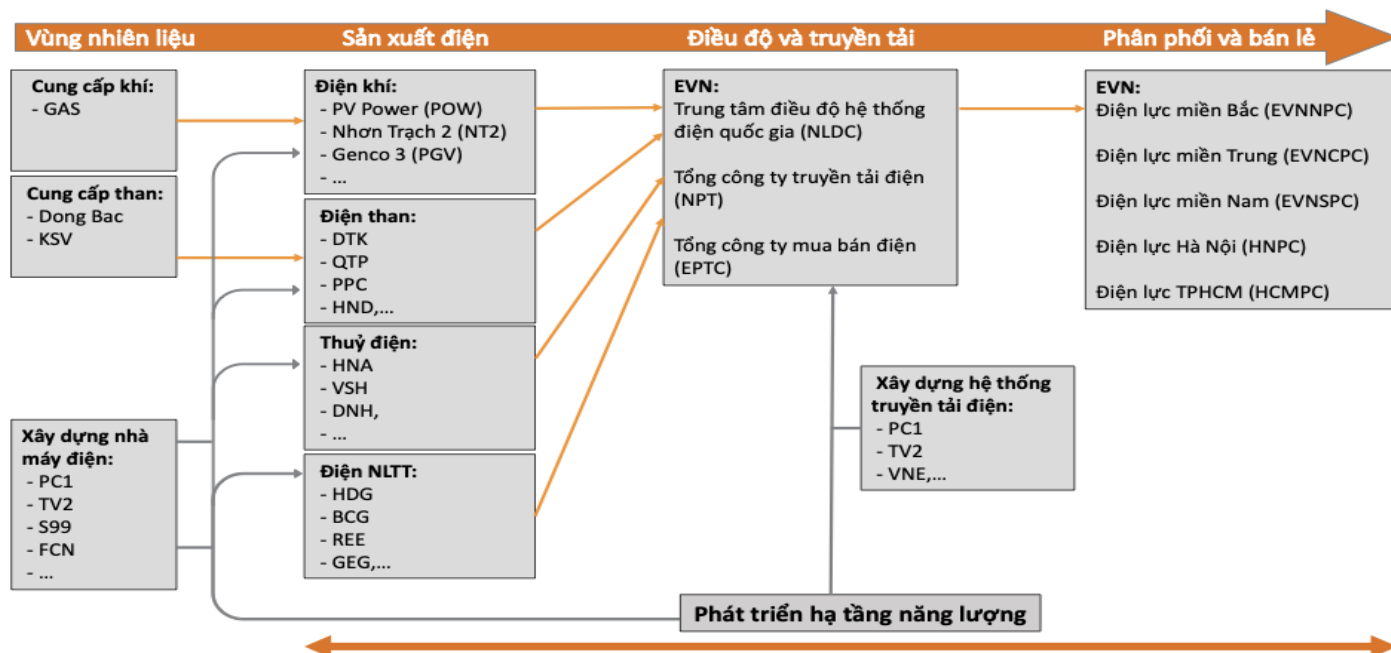 Vùng nhiên liệu
Sản xuất điện
Điều độ và truyền tải
Phân phối và bán lẻ
Cung cấp khí:
- GAS
Cung cấp than:
- Dong Bac
- KSV
Xây dựng nhà
máy điện:
- PC1
- TV2
- S99
- FCN
- ...
Điện khí:
- PV Power (POW)
- Nhơn Trạch 2 (NT2)
- Genco 3 (PGV)
- ...
Điện than:
- DTK
- QTP
- PPC
- HND,...
Thuỷ điện:
- HNA
- VSH
- DNH,
- ...
Điện NLTT:
- HDG
- BCG
- REE
- GEG,...
EVN:
Trung tâm điều độ hệ thống
điện quốc gia (NLDC)
Tổng công ty truyền tải điện
(NPT)
Tổng công ty mua bán điện
(EPTC)
Xây dựng hệ thống
truyền tải điện:
- PC1
- TV2
- VNE,...
EVN:
Điện lực miền Bắc (EVNNPC)
Điện lực miền Trung (EVNCPC)
Điện lực miền Nam (EVNSPC)
Điện lực Hà Nội (HNPC)
Điện lực TPHCM (HCMPC)
Phát triển hạ tầng năng lượng